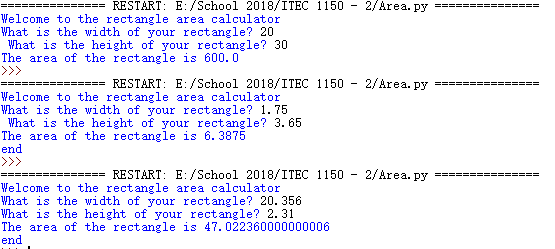 =============== RESTART: E:/School 2018/ITEC 1150 - 2/Area.py ===============
Welcome to the rectangle area calculator
What is the width of your rectangle? 20
 What is the height of your rectangle? 30
The area of the rectangle is 600.0
>>>
=============== RESTART: E:/School 2018/ITEC 1150 - 2/Area.py ===============
Welcome to the rectangle area calculator
What is the width of your rectangle? 1.75
 What is the height of your rectangle? 3.65
The area of the rectangle is 6.3875
end
>>>
=============== RESTART: E:/School 2018/ITEC 1150 - 2/Area.py ===============
Welcome to the rectangle area calculator
What is the width of your rectangle? 20.356
What is the height of your rectangle? 2.31
The area of the rectangle is 47.022360000000006
end
>>>